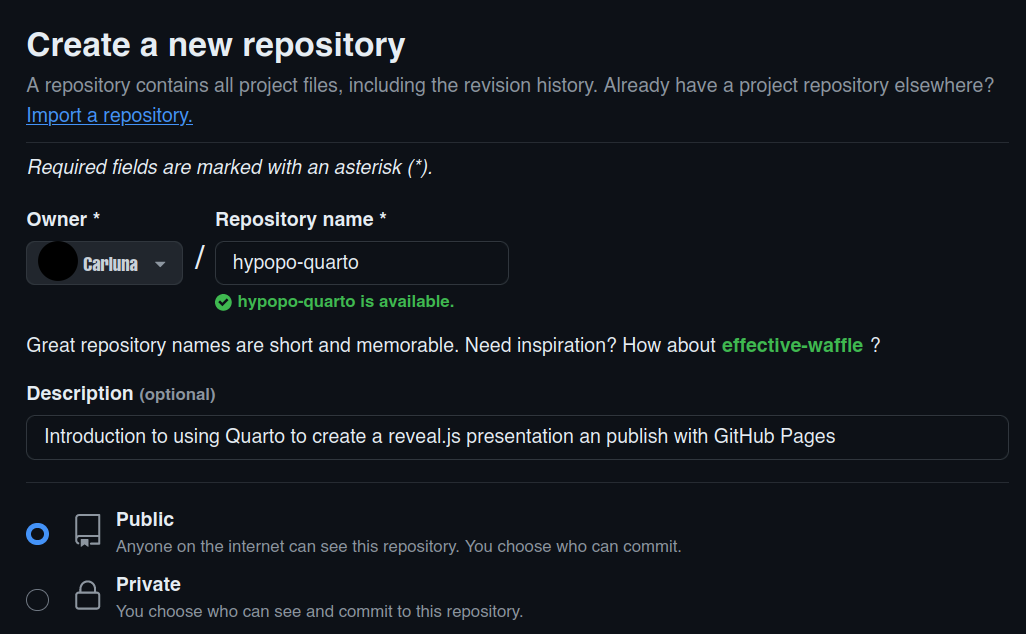 Create a new repository
A repository contains all project files, including the revision history. Already have a project repository elsewhere?
Import a repository.
Required fields are marked with an asterisk (*).
Owner * Repository name *
Carluna / hypopo-quarto
hypopo-quarto is available.
Great repository names are short and memorable. Need inspiration? How about effective-waffle ?
Description (optional)
Introduction to using Quarto to create a reveal.js presentation an publish with GitHub Pages
Public
Anyone on the internet can see this repository. You choose who can commit.
Private
You choose who can see and commit to this repository.